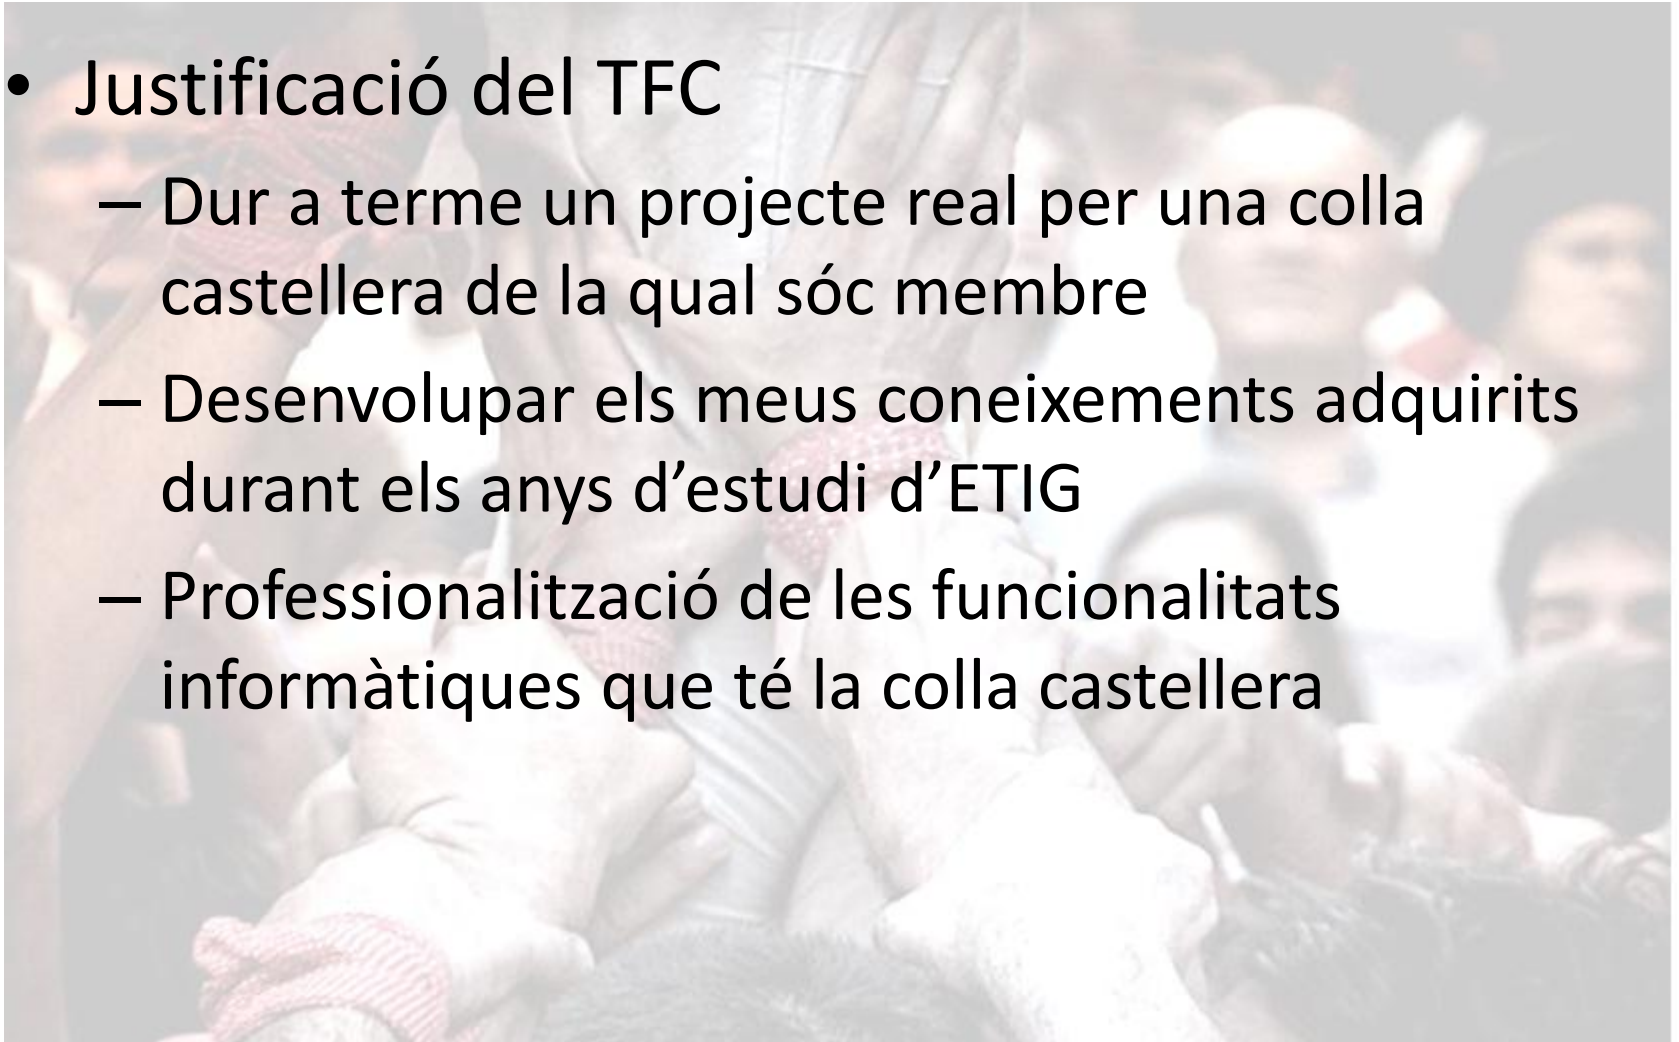 • Justificació del TFC
– Dur a terme un projecte real per una colla
castellera de la qual sóc membre
– Desenvolupar els meus coneixements adquirits
durant els anys d’estudi d’ETIG
– Professionalització de les funcionalitats
informàtiques que té la colla castellera